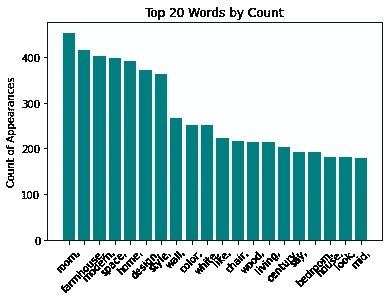 Top 20 Words by Count
Count of Appearances
400
300
200
100
0
room.
farmhouse.
modern.
space.
home.
design.
style.
wall.
color.
white.
like.
chair.
wood.
living.
century.
say.
bedroom.
house.
look.
mid.